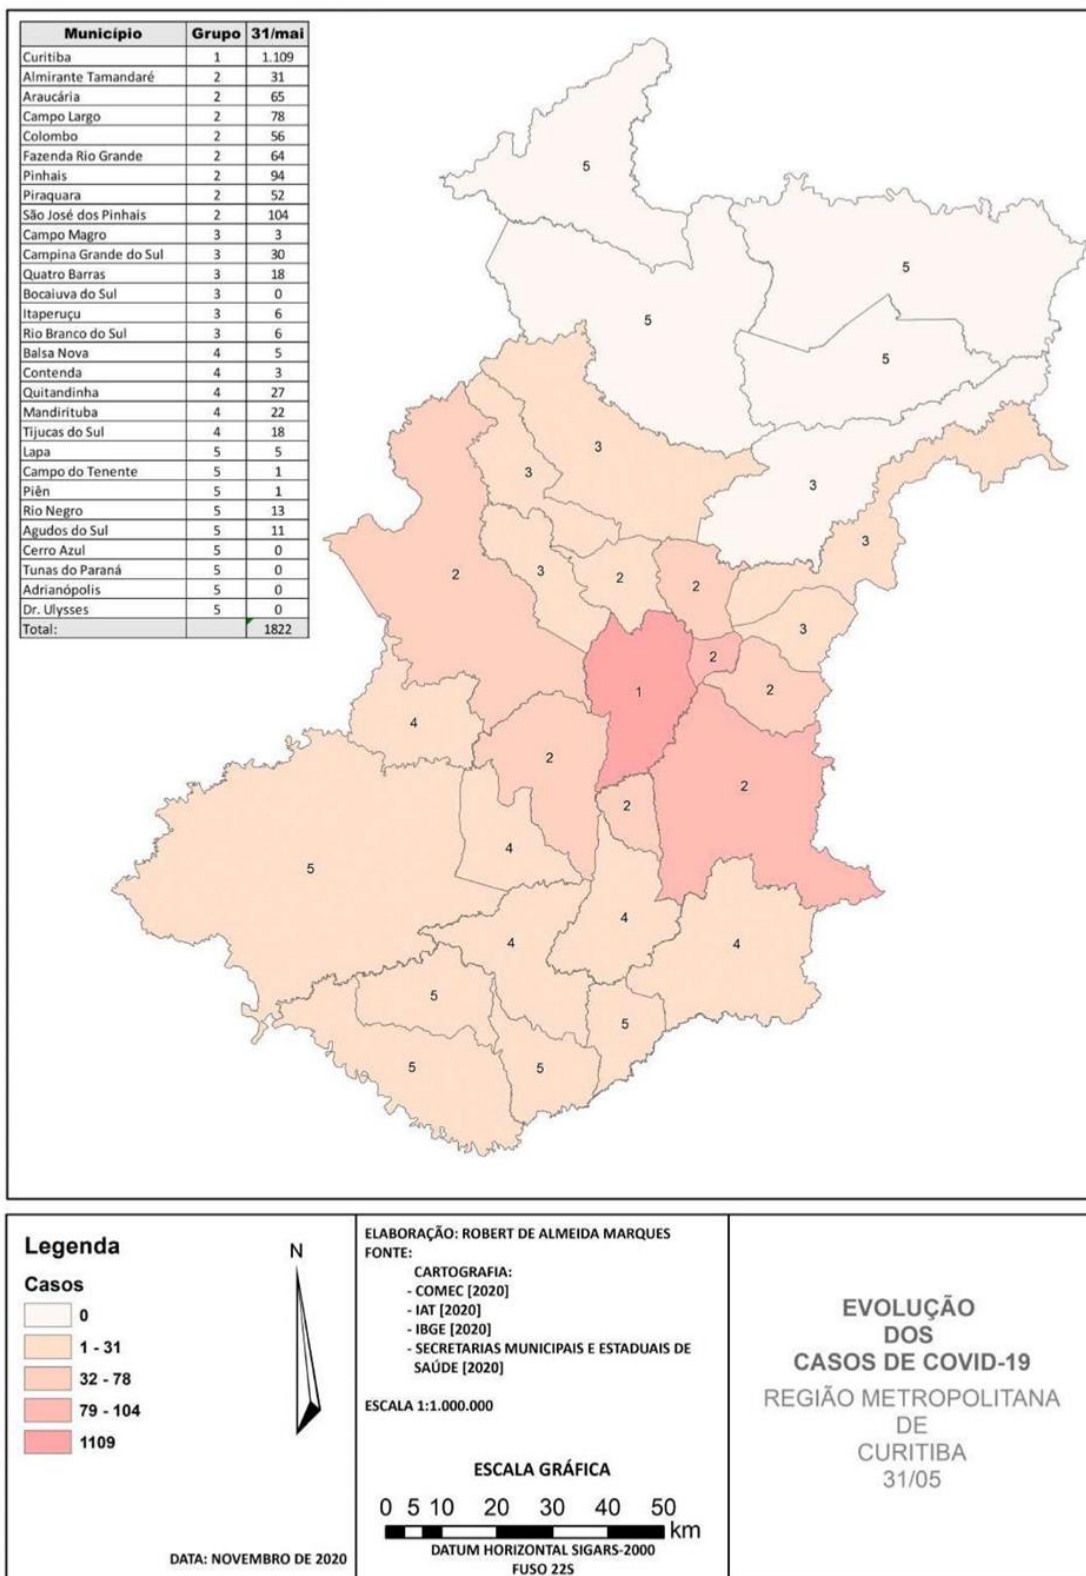 Município Grupo 31/mai
Curitiba 1 1.109
Almirante Tamandaré 2 31
Araucária 2 65
Campo Largo 2 78
Colombo 2 56
Fazenda Rio Grande 2 64
Pinhais 2 94
Piraquara 2 52
São José dos Pinhais 2 104
Campo Magro 3 3
Campina Grande do Sul 3 30
Quatro Barras 3 18
Bocaiuva do Sul 3 0
Itaperuçu 3 6
Rio Branco do Sul 3 6
Balsa Nova 4 5
Contenda 4 3
Quitandinha 4 27
Mandirituba 4 22
Tijucas do Sul 4 18
Lapa 5 5
Campo do Tenente 5 1
Piên 5 1
Rio Negro 5 13
Agudos do Sul 5 11
Cerro Azul 5 0
Tunas do Paraná 5 0
Adrianópolis 5 0
Dr. Ulysses 5 0
Total: 1822
5
5
5
5
3
3
3
3
3
2
2
2
3
2
2
1
4
2
2
2
4
5
4
4
4
5
5
5
5
Legenda
Casos
0
1 - 31
32 - 78
79 - 104
1109
N
DATA: NOVEMBRO DE 2020
ELABORAÇÃO: ROBERT DE ALMEIDA MARQUES
FONTE:
CARTOGRAFIA:
- COMEC [2020]
- IAT [2020]
- IBGE [2020]
- SECRETARIAS MUNICIPAIS E ESTADUAIS DE
SAÚDE [2020]
ESCALA 1:1.000.000
ESCALA GRÁFICA
0 5 10 20 30 40 50
km
DATUM HORIZONTAL SIGARS-2000
FUSO 22S
EVOLUÇÃO
DOS
CASOS DE COVID-19
REGIÃO METROPOLITANA
DE
CURITIBA
31/05